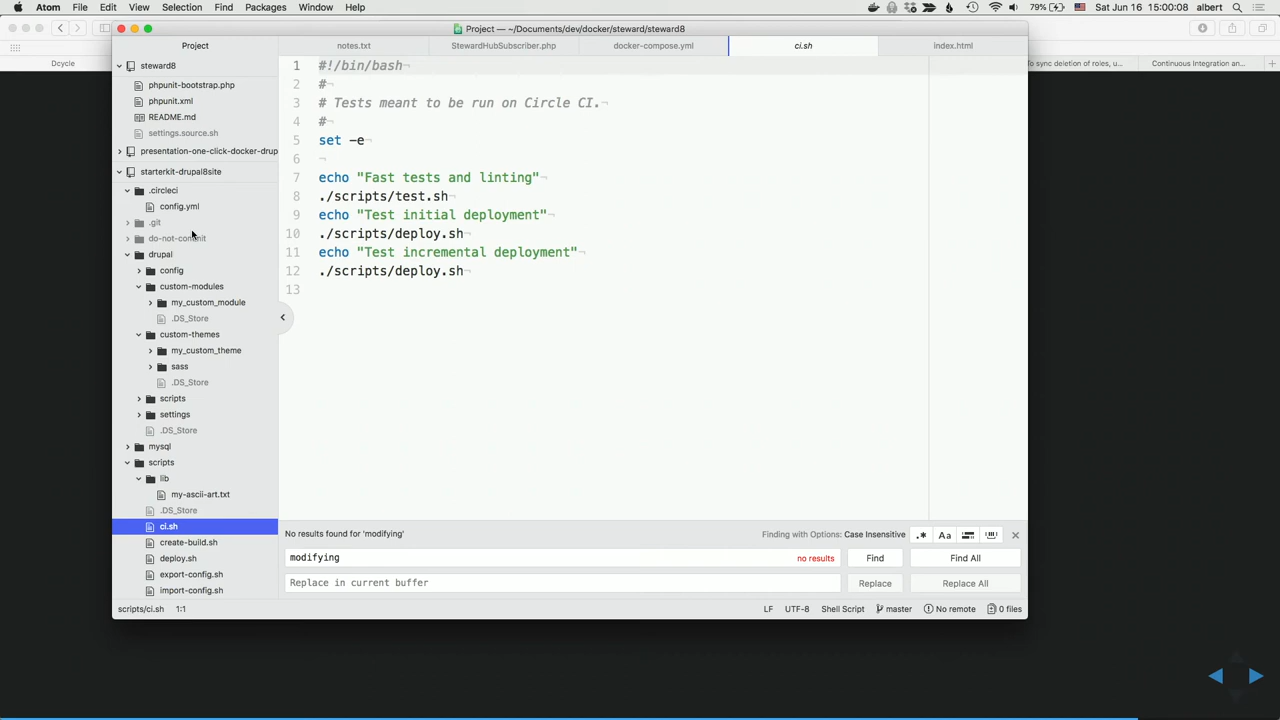 Atom File Edit View Selection Find Packages Window Help 79% Sat Jun 16 15:00:08 albert
Project — ~/Documents/dev/docker/steward/steward8
Project notes.txt StewardHubSubscriber.php docker-compose.yml ci.sh index.html
Dcycle
To sync deletion of roles, u...
Continuous Integration an...
steward8
phpunit-bootstrap.php
phpunit.xml
README.md
settings.source.sh
presentation-one-click-docker-drup
starterkit-drupal8site
.circleci
config.yml
.git
do-not-commit
drupal
config
custom-modules
my_custom_module
.DS_Store
custom-themes
my_custom_theme
sass
.DS_Store
scripts
settings
.DS_Store
mysql
scripts
lib
my-ascii-art.txt
.DS_Store
ci.sh
create-build.sh
deploy.sh
export-config.sh
import-config.sh
1 #!/bin/bash¬
2 #¬
3 # Tests meant to be run on Circle CI.¬
4 #¬
5 set -e¬
6 ¬
7 echo "Fast tests and linting"¬
8 ./scripts/test.sh¬
9 echo "Test initial deployment"¬
10 ./scripts/deploy.sh¬
11 echo "Test incremental deployment"¬
12 ./scripts/deploy.sh¬
13
No results found for 'modifying' Finding with Options: Case Insensitive .* Aa
modifying no results Find Find All
Replace in current buffer Replace Replace All
scripts/ci.sh 1:1 LF UTF-8 Shell Script master No remote 0 files